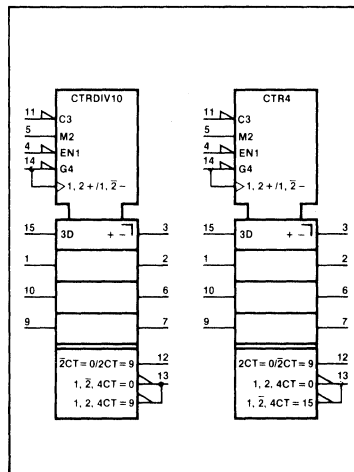 CTRDIV10
11 C3
5 M2
4 EN1
14 G4
1, 2 +/1, 2̅ −
15 3D + − 3
1 2
10 6
9 7
2̅CT = 0/2CT = 9 12
1, 2̅, 4CT = 0 13
1, 2, 4CT = 9
CTR4
11 C3
5 M2
4 EN1
14 G4
1, 2 +/1, 2̅ −
15 3D + − 3
1 2
10 6
9 7
2CT = 0/2̅CT = 9 12
1, 2, 4CT = 0 13
1, 2̅, 4CT = 15